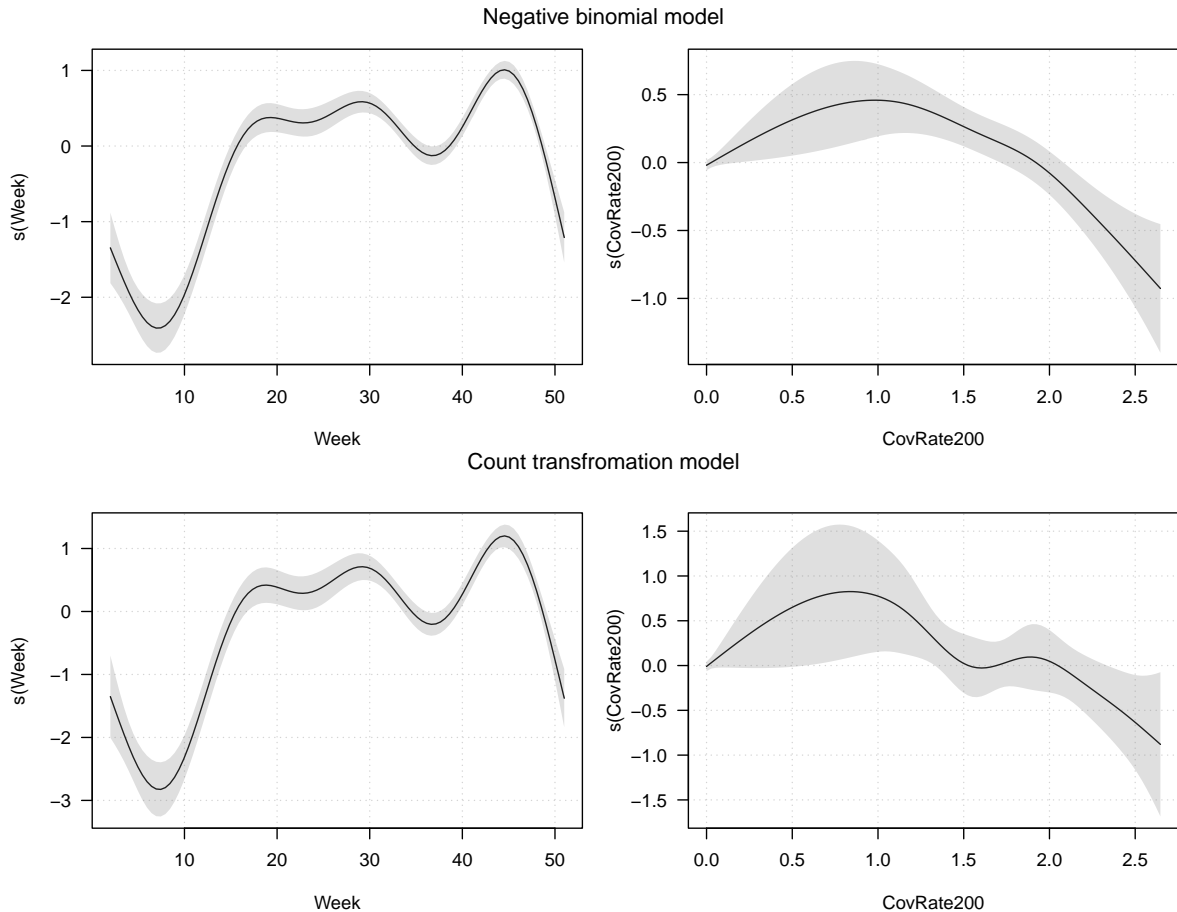 Negative binomial model
1
0
−1
−2
s(Week)
10 20 30 40 50
Week
0.5
0.0
−0.5
−1.0
s(CovRate200)
0.0 0.5 1.0 1.5 2.0 2.5
CovRate200
Count transfromation model
1
0
−1
−2
−3
s(Week)
10 20 30 40 50
Week
1.5
1.0
0.5
0.0
−0.5
−1.0
−1.5
s(CovRate200)
0.0 0.5 1.0 1.5 2.0 2.5
CovRate200